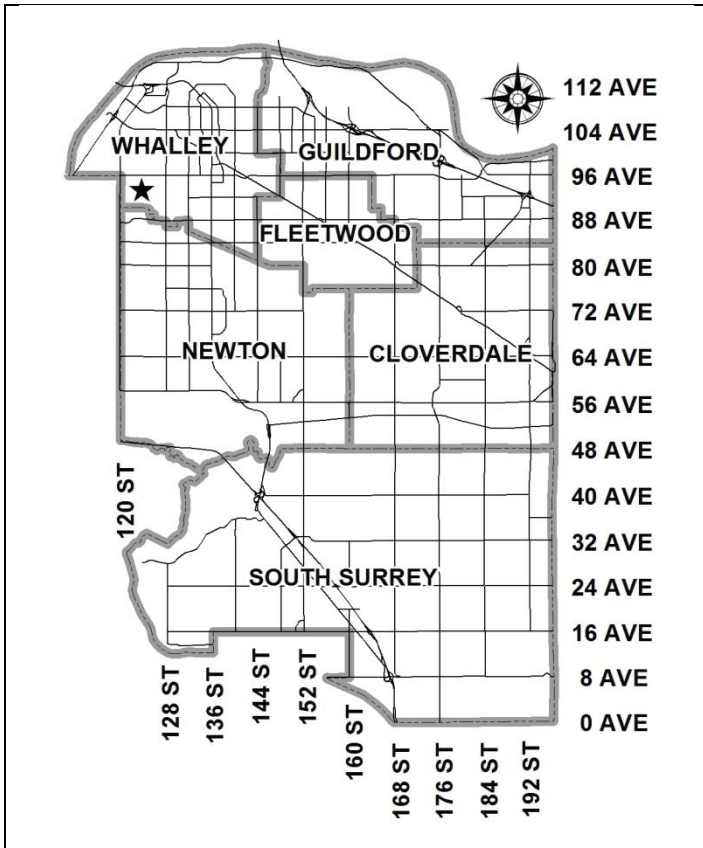 112 AVE
104 AVE
WHALLEY
GUILDFORD
96 AVE
88 AVE
FLEETWOOD
80 AVE
72 AVE
NEWTON
CLOVERDALE
64 AVE
56 AVE
48 AVE
120 ST
40 AVE
32 AVE
SOUTH SURREY
24 AVE
16 AVE
128 ST
136 ST
144 ST
152 ST
160 ST
8 AVE
0 AVE
168 ST
176 ST
184 ST
192 ST